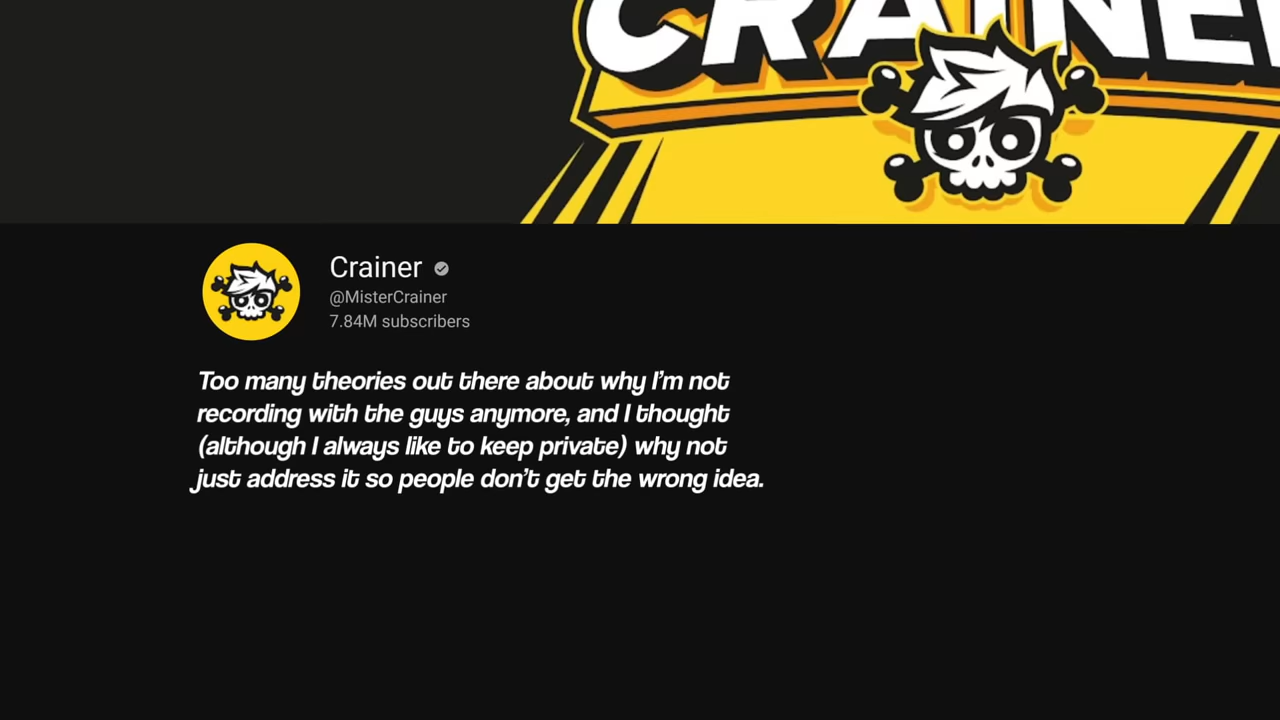 CRAINER
Crainer
@MisterCrainer
7.84M subscribers
Too many theories out there about why I'm not
recording with the guys anymore, and I thought
(although I always like to keep private) why not
just address it so people don't get the wrong idea.